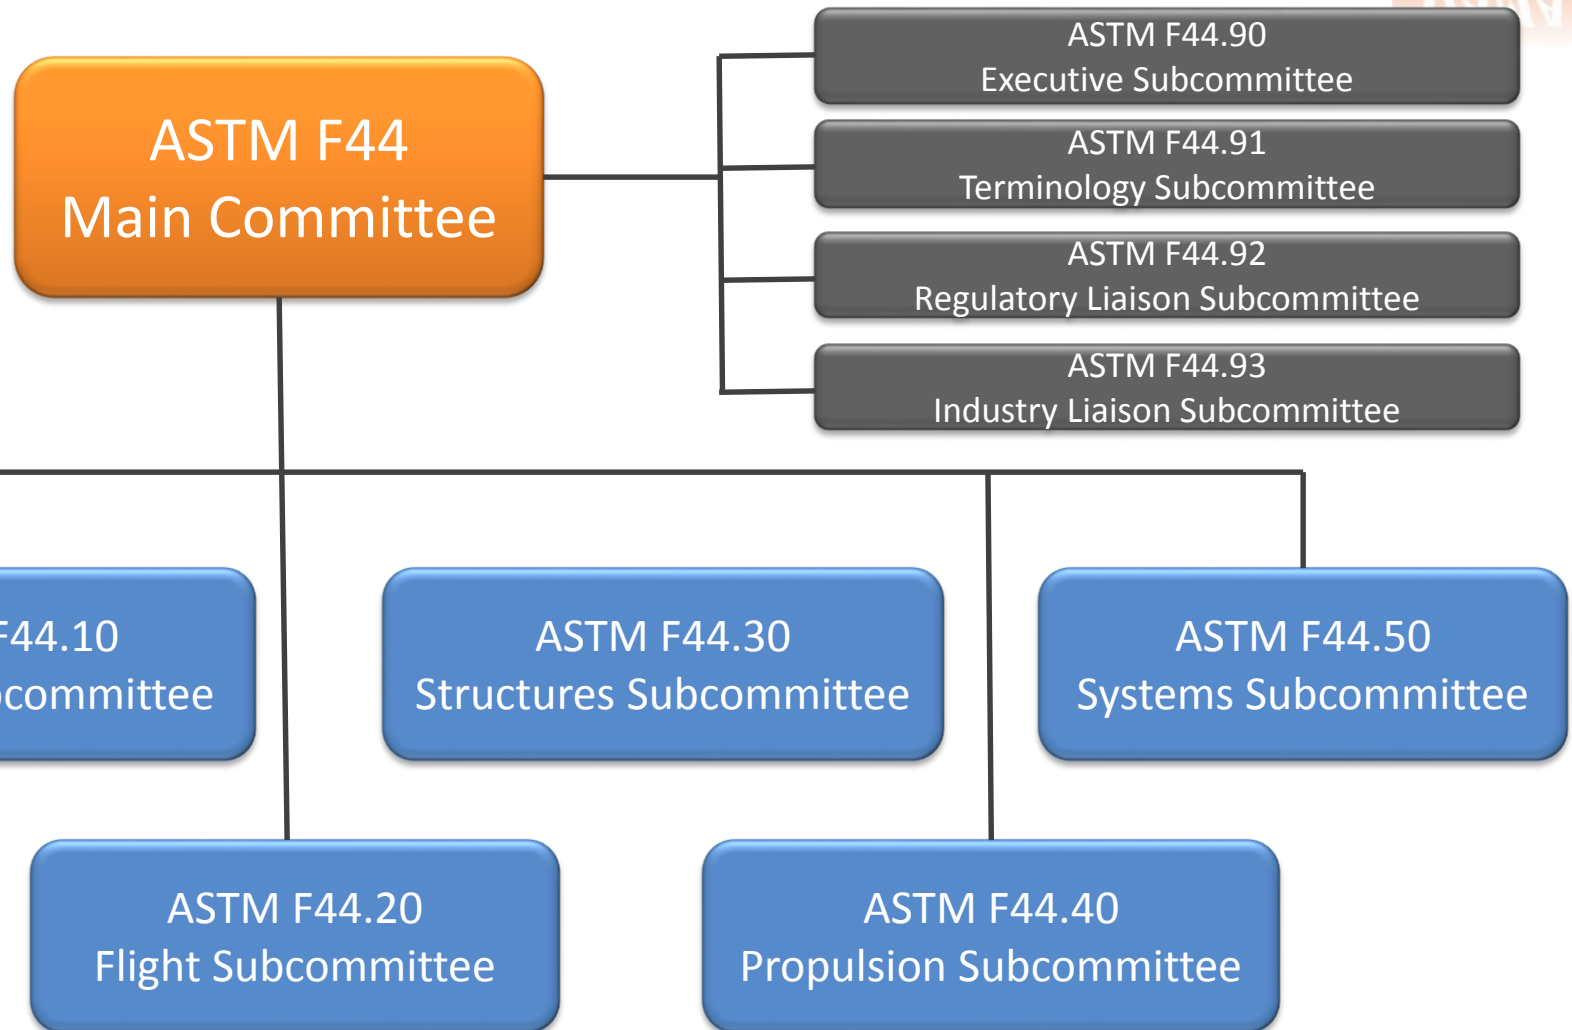 ASTM F44
Main Committee
ASTM F44.90
Executive Subcommittee
ASTM F44.91
Terminology Subcommittee
ASTM F44.92
Regulatory Liaison Subcommittee
ASTM F44.93
Industry Liaison Subcommittee
F44.10
ASTM F44.30
Structures Subcommittee
ASTM F44.50
Systems Subcommittee
ASTM F44.20
Flight Subcommittee
ASTM F44.40
Propulsion Subcommittee